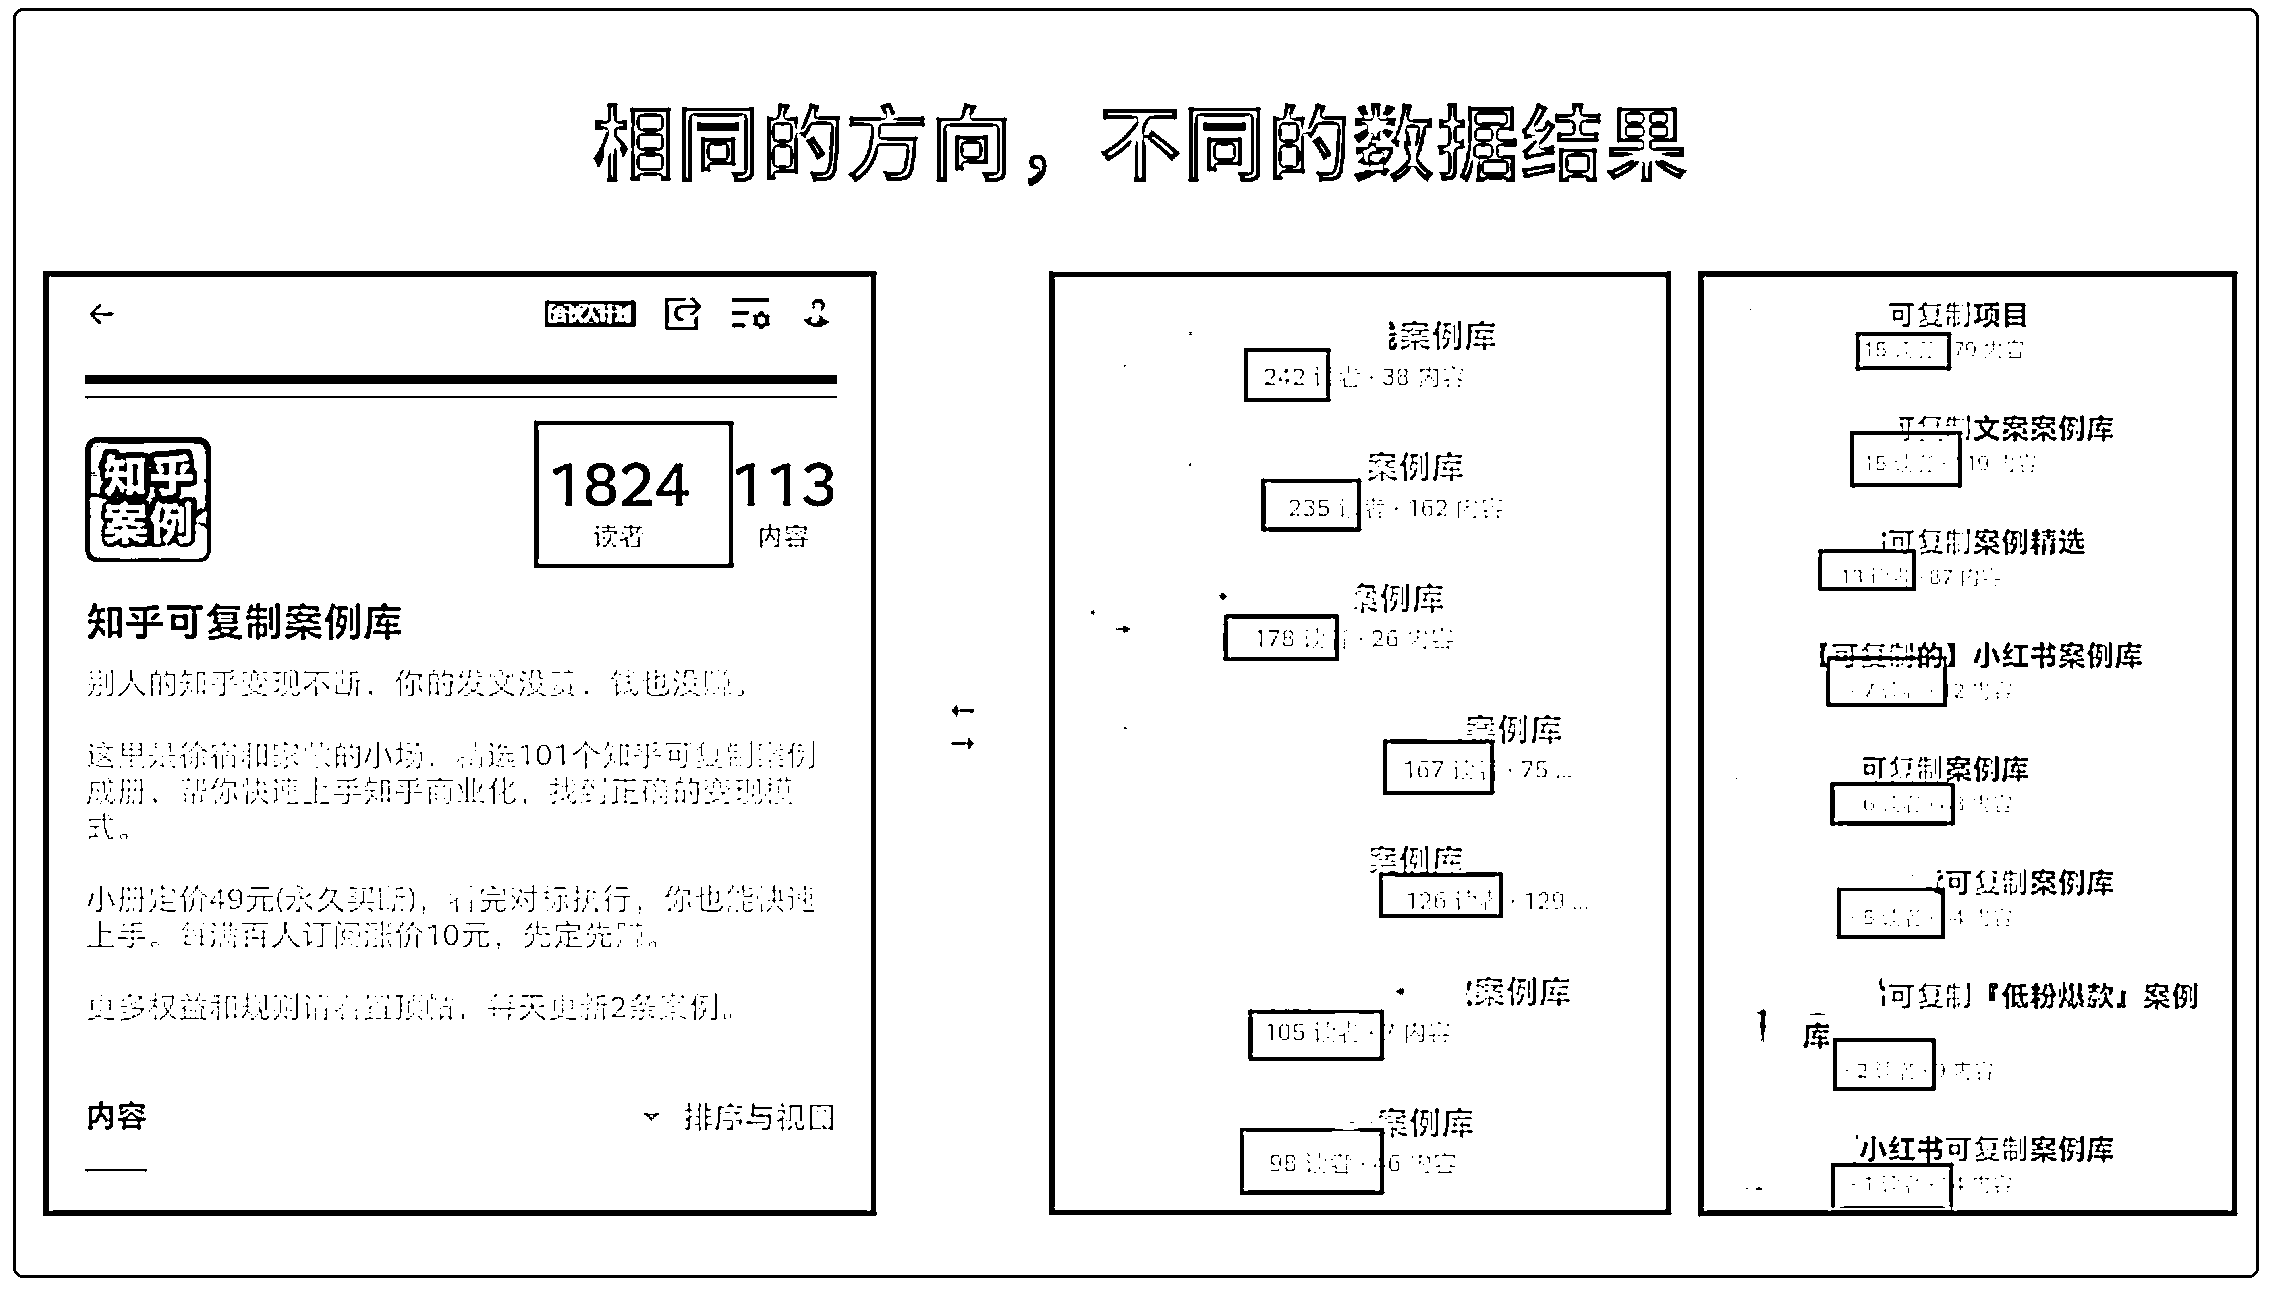 相同的方向，不同的数据结果
合伙人计划
知乎
案例
1824
读者
113
内容
知乎可复制案例库
别人的知乎变现不断，你的发文没赞，钱也没赚。
这里是徐宿和 的小场，精选101个知乎可复制案例
成册，帮你快速上手知乎商业化，找到正确的变现模
式。
小册定价49元(永久买断)，看完对标执行，你也能快速
上手。每满百人订阅涨价10元，先定先购。
更多权益和规则请看置顶帖，每天更新2条案例。
内容
排序与视图
案例库
242 读者 · 38 内容
案例库
235 读者 · 162 内容
案例库
178 读者 · 26 内容
案例库
167 读者 · 75 ...
案例库
126 读者 · 129 ...
案例库
105 读者 · 7 内容
案例库
98 读者 · 46 内容
可复制项目
15 读者 79 内容
可复制文案案例库
15 读者 · 19 内容
可复制案例精选
13 读者 · 87 内容
【可复制的】小红书案例库
7 读者 · 2 内容
可复制案例库
6 读者 · 内容
可复制案例库
读者 · 4 内容
可复制『低粉爆款』案例
库
2 读者 · 9 内容
小红书可复制案例库
1 读者 · 内容